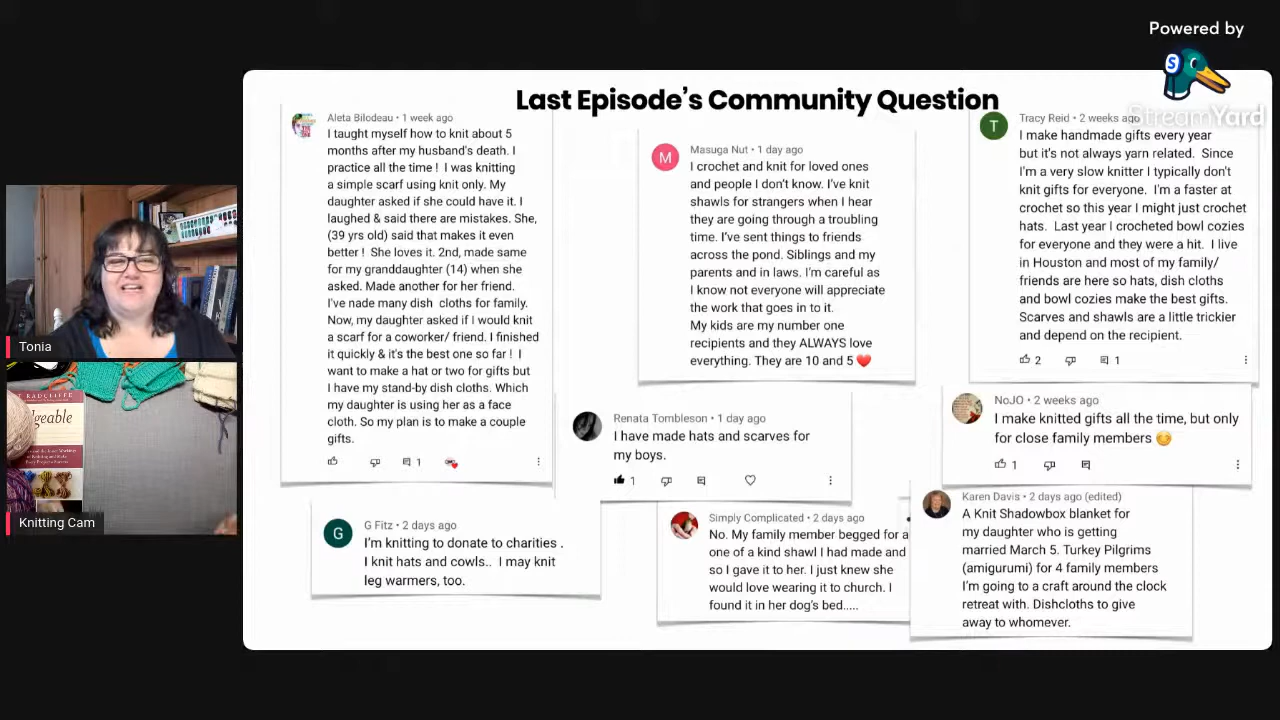 Powered by
StreamYard
Last Episode's Community Question
Aleta Bilodeau • 1 week ago
I taught myself how to knit about 5
months after my husband's death. I
practice all the time ! I was knitting
a simple scarf using knit only. My
daughter asked if she could have it. I
laughed & said there are mistakes. She,
(39 yrs old) said that makes it even
better ! She loves it. 2nd, made same
for my granddaughter (14) when she
asked. Made another for her friend.
I've nade many dish cloths for family.
Now, my daughter asked if I would knit
a scarf for a coworker/ friend. I finished
it quickly & it's the best one so far ! I
want to make a hat or two for gifts but
I have my stand-by dish cloths. Which
my daughter is using her as a face
cloth. So my plan is to make a couple
gifts.
1
M
Masuga Nut • 1 day ago
I crochet and knit for loved ones
and people I don't know. I've knit
shawls for strangers when I hear
they are going through a troubling
time. I've sent things to friends
across the pond. Siblings and my
parents and in laws. I'm careful as
I know not everyone will appreciate
the work that goes in to it.
My kids are my number one
recipients and they ALWAYS love
everything. They are 10 and 5 ❤️
T
Tracy Reid • 2 weeks ago
I make handmade gifts every year
but it's not always yarn related. Since
I'm a very slow knitter I typically don't
knit gifts for everyone. I'm a faster at
crochet so this year I might just crochet
hats. Last year I crocheted bowl cozies
for everyone and they were a hit. I live
in Houston and most of my family/
friends are here so hats, dish cloths
and bowl cozies make the best gifts.
Scarves and shawls are a little trickier
and depend on the recipient.
2 1
Renata Tombleson • 1 day ago
I have made hats and scarves for
my boys.
1
NoJO • 2 weeks ago
I make knitted gifts all the time, but only
for close family members 😊
1
G
G Fitz • 2 days ago
I'm knitting to donate to charities .
I knit hats and cowls.. I may knit
leg warmers, too.
Simply Complicated • 2 days ago
No. My family member begged for a
one of a kind shawl I had made and
so I gave it to her. I just knew she
would love wearing it to church. I
found it in her dog's bed.....
Karen Davis • 2 days ago (edited)
A Knit Shadowbox blanket for
my daughter who is getting
married March 5. Turkey Pilgrims
(amigurumi) for 4 family members
I'm going to a craft around the clock
retreat with. Dishcloths to give
away to whomever.
Tonia
RADCLIFFE
Knitting Cam